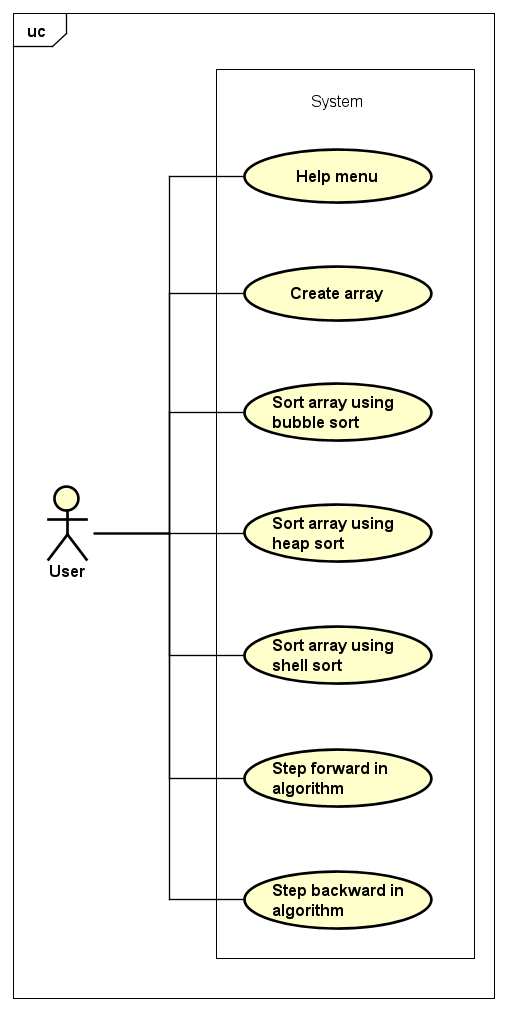 uc
System
Help menu
Create array
Sort array using
bubble sort
Sort array using
heap sort
User
Sort array using
shell sort
Step forward in
algorithm
Step backward in
algorithm